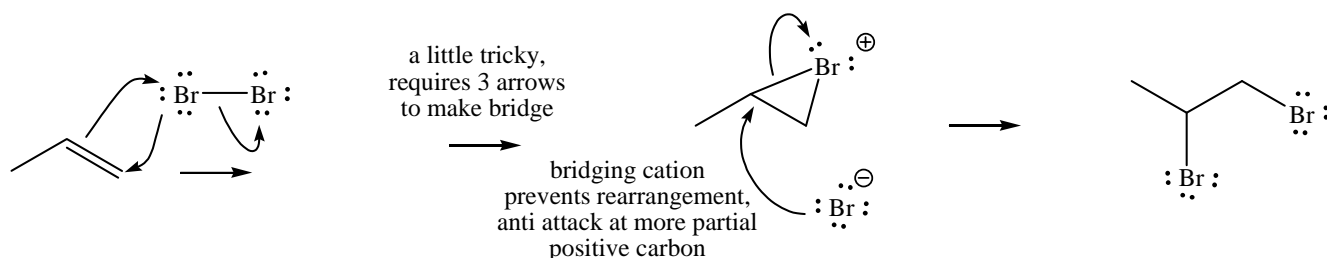 a little tricky,
requires 3 arrows
to make bridge
Br
Br
Br
⊕
bridging cation
prevents rearrangement,
anti attack at more partial
positive carbon
Br
⊖
Br
Br